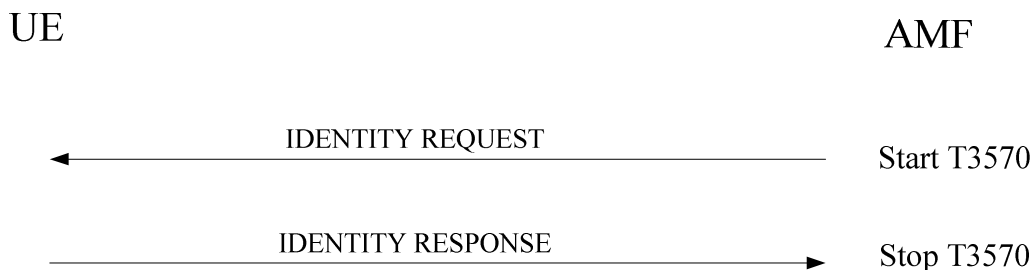 UE
AMF
IDENTITY REQUEST
Start T3570
IDENTITY RESPONSE
Stop T3570